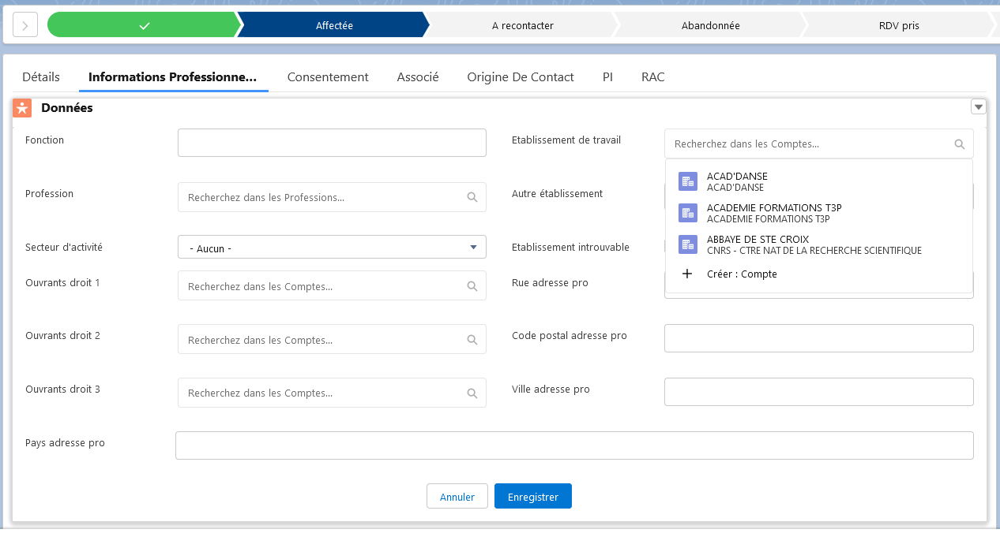 Affectée
A recontacter
Abandonnée
RDV pris
Détails
Informations Professionne...
Consentement
Associé
Origine De Contact
PI
RAC
Données
Fonction
Etablissement de travail
Recherchez dans les Comptes...
ACAD'DANSE
ACAD'DANSE
ACADEMIE FORMATIONS T3P
ACADEMIE FORMATIONS T3P
ABBAYE DE STE CROIX
CNRS - CTRE NAT DE LA RECHERCHE SCIENTIFIQUE
Créer : Compte
Profession
Recherchez dans les Professions...
Autre établissement
Secteur d'activité
- Aucun -
Etablissement introuvable
Ouvrants droit 1
Recherchez dans les Comptes...
Rue adresse pro
Ouvrants droit 2
Recherchez dans les Comptes...
Code postal adresse pro
Ouvrants droit 3
Recherchez dans les Comptes...
Ville adresse pro
Pays adresse pro
Annuler
Enregistrer